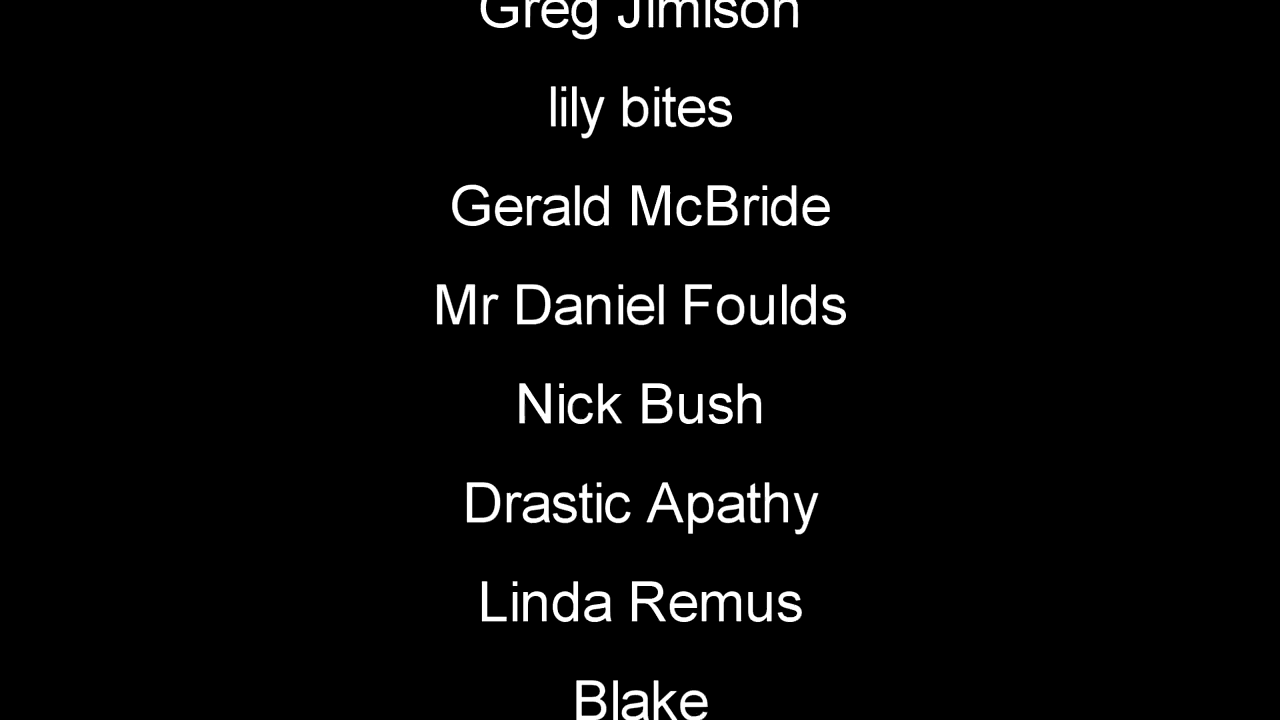 Greg Jimison
lily bites
Gerald McBride
Mr Daniel Foulds
Nick Bush
Drastic Apathy
Linda Remus
Blake